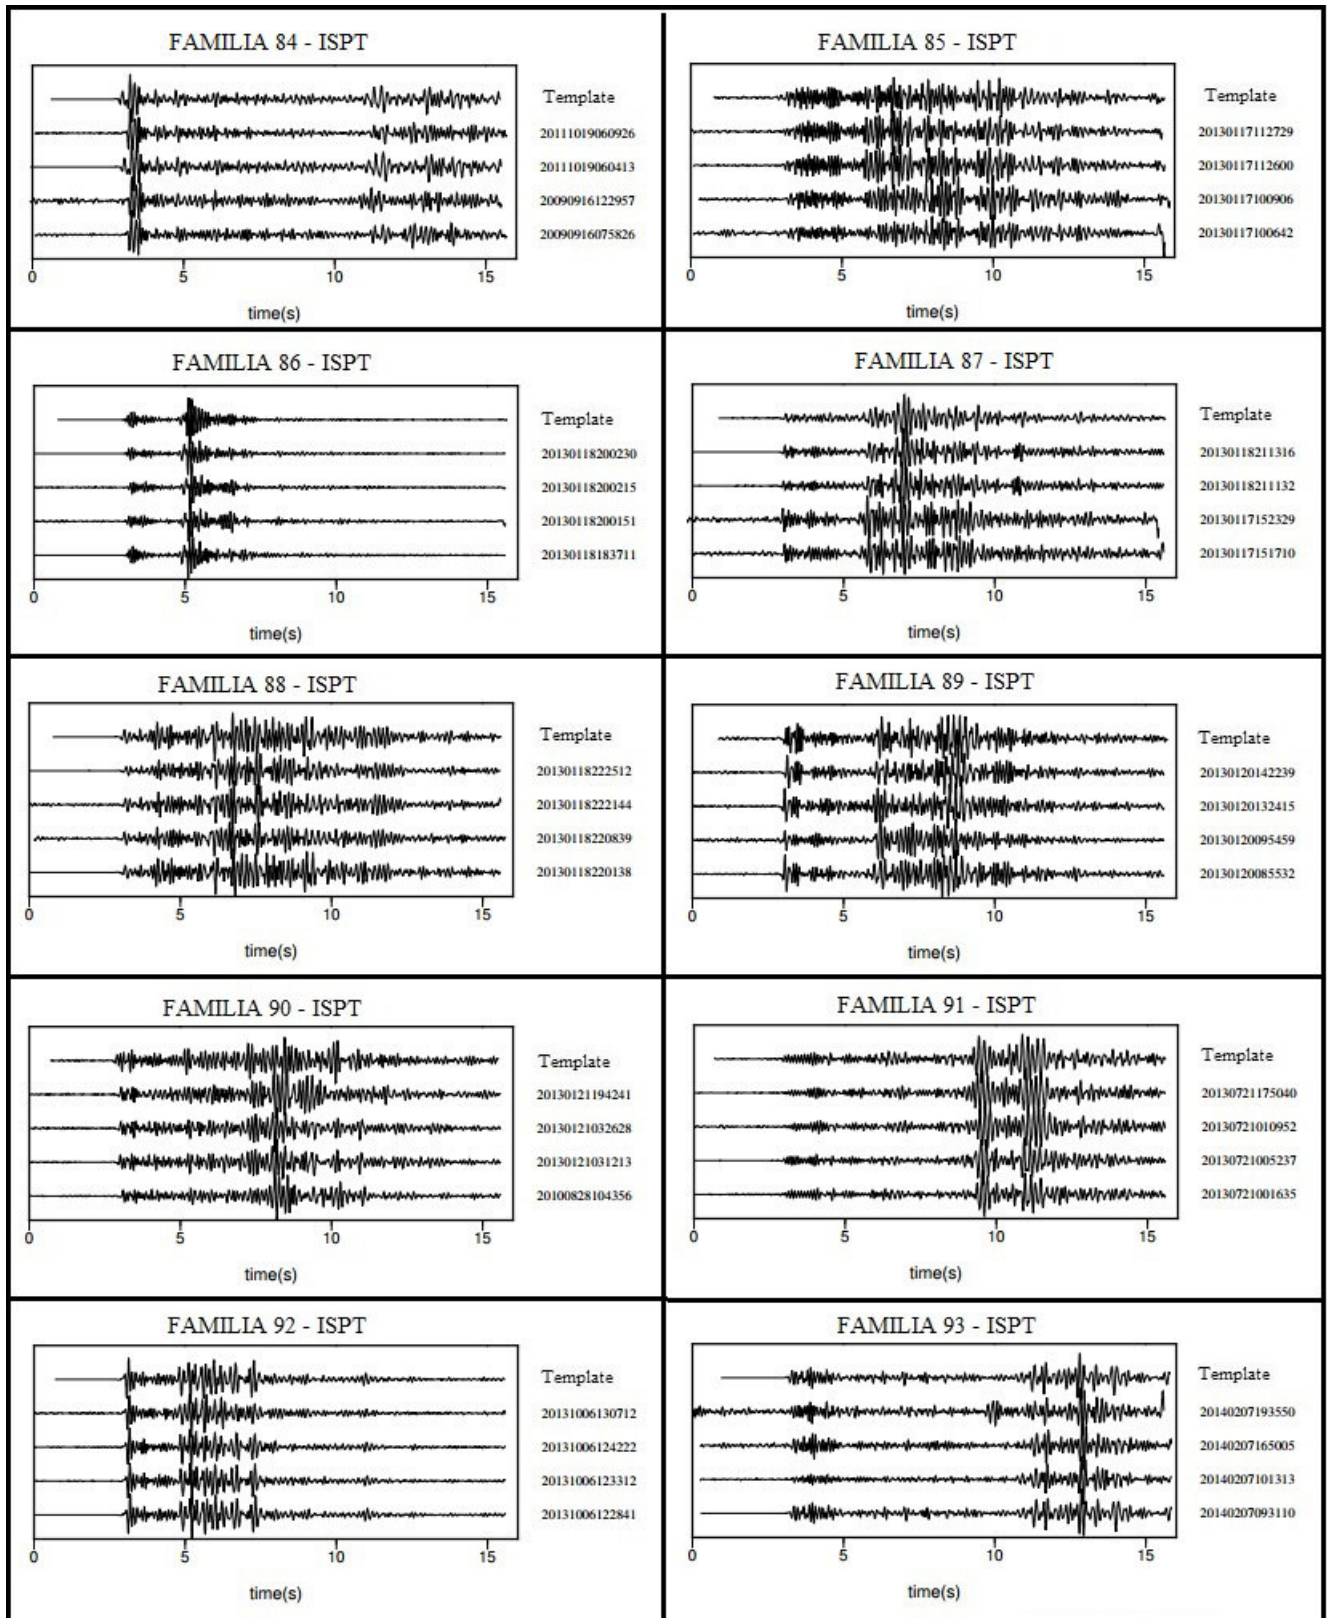 FAMILIA 84 - ISPT
Template
20111019060926
20111019060413
20090916122957
20090916075826
0 5 10 15
time(s)
FAMILIA 85 - ISPT
Template
20130117112729
20130117112600
20130117100906
20130117100642
0 5 10 15
time(s)
FAMILIA 86 - ISPT
Template
20130118200230
20130118200215
20130118200151
20130118183711
0 5 10 15
time(s)
FAMILIA 87 - ISPT
Template
20130118211316
20130118211132
20130117152329
20130117151710
0 5 10 15
time(s)
FAMILIA 88 - ISPT
Template
20130118222512
20130118222144
20130118220839
20130118220138
0 5 10 15
time(s)
FAMILIA 89 - ISPT
Template
20130120142239
20130120132415
20130120095459
20130120085532
0 5 10 15
time(s)
FAMILIA 90 - ISPT
Template
20130121194241
20130121032628
20130121031213
20100828104356
0 5 10 15
time(s)
FAMILIA 91 - ISPT
Template
20130721175040
20130721010952
20130721005237
20130721001635
0 5 10 15
time(s)
FAMILIA 92 - ISPT
Template
20131006130712
20131006124222
20131006123312
20131006122841
0 5 10 15
time(s)
FAMILIA 93 - ISPT
Template
20140207193550
20140207165005
20140207101313
20140207093110
0 5 10 15
time(s)